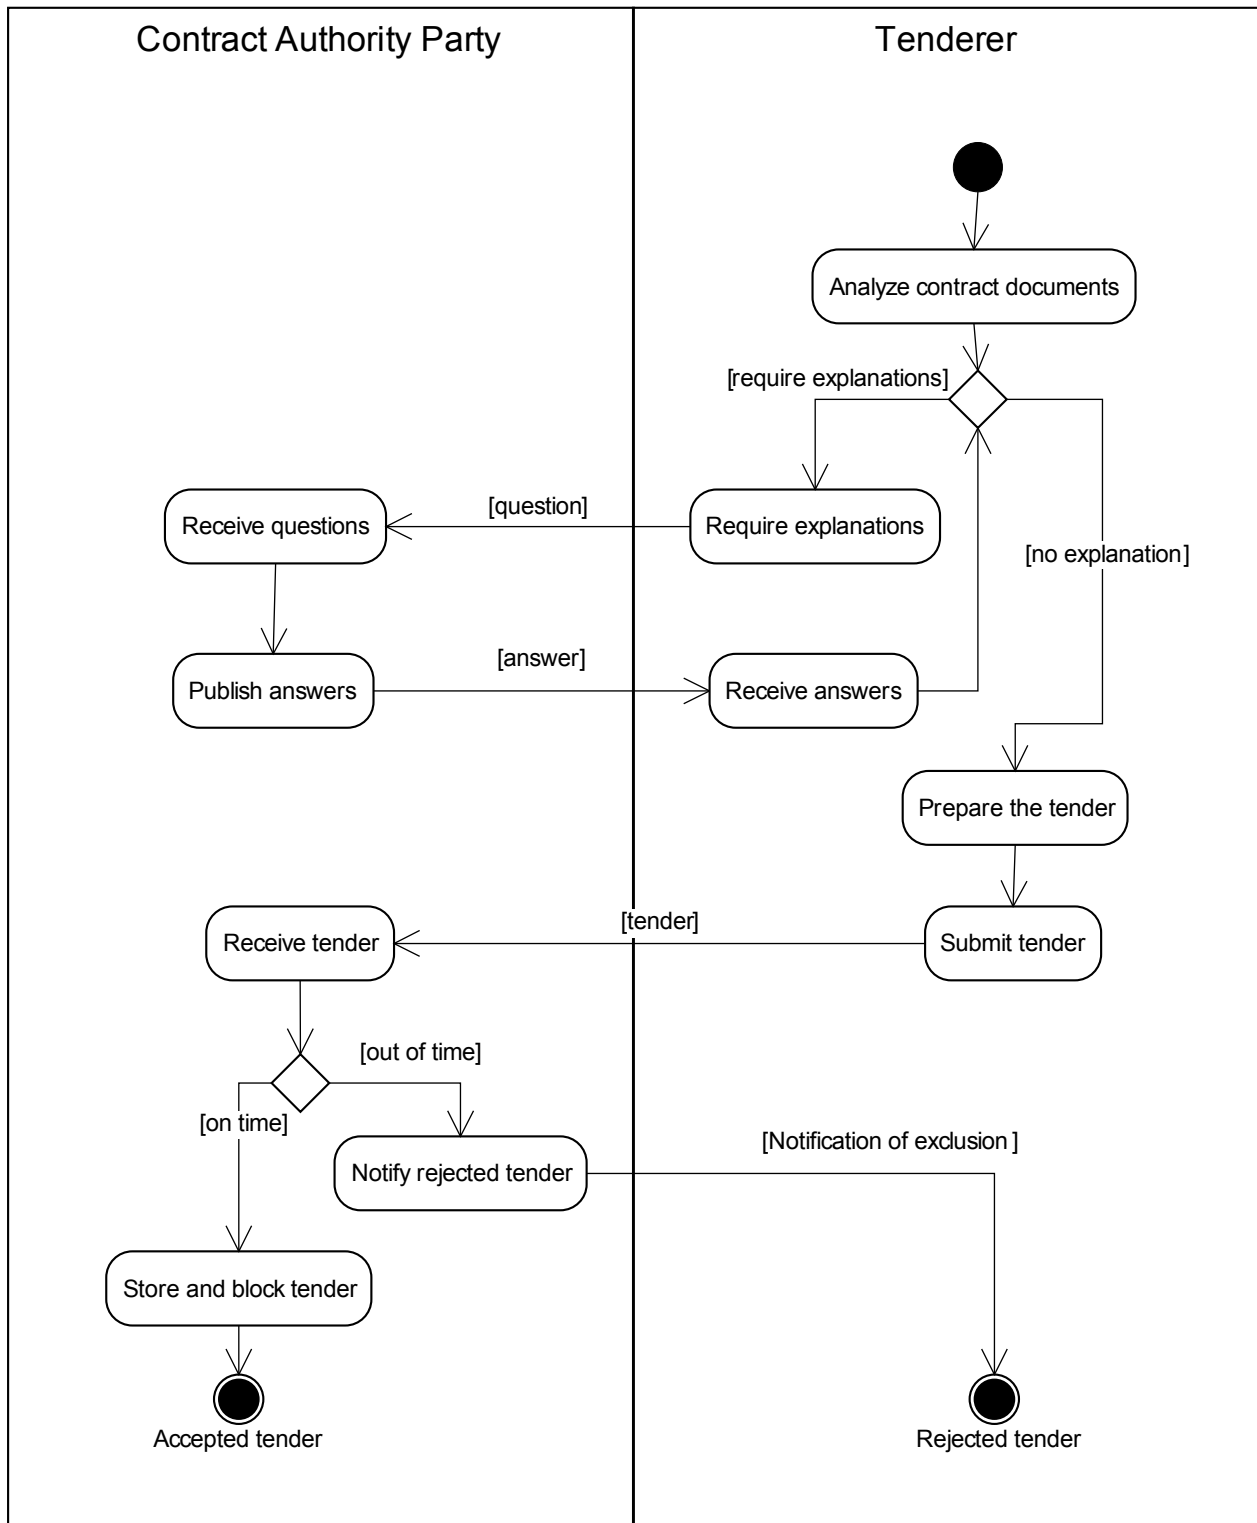 Contract Authority Party
Tenderer
Analyze contract documents
[require explanations]
Receive questions
[question]
Require explanations
[no explanation]
Publish answers
[answer]
Receive answers
Prepare the tender
Receive tender
[tender]
Submit tender
[out of time]
[on time]
Notify rejected tender
[Notification of exclusion ]
Store and block tender
Accepted tender
Rejected tender